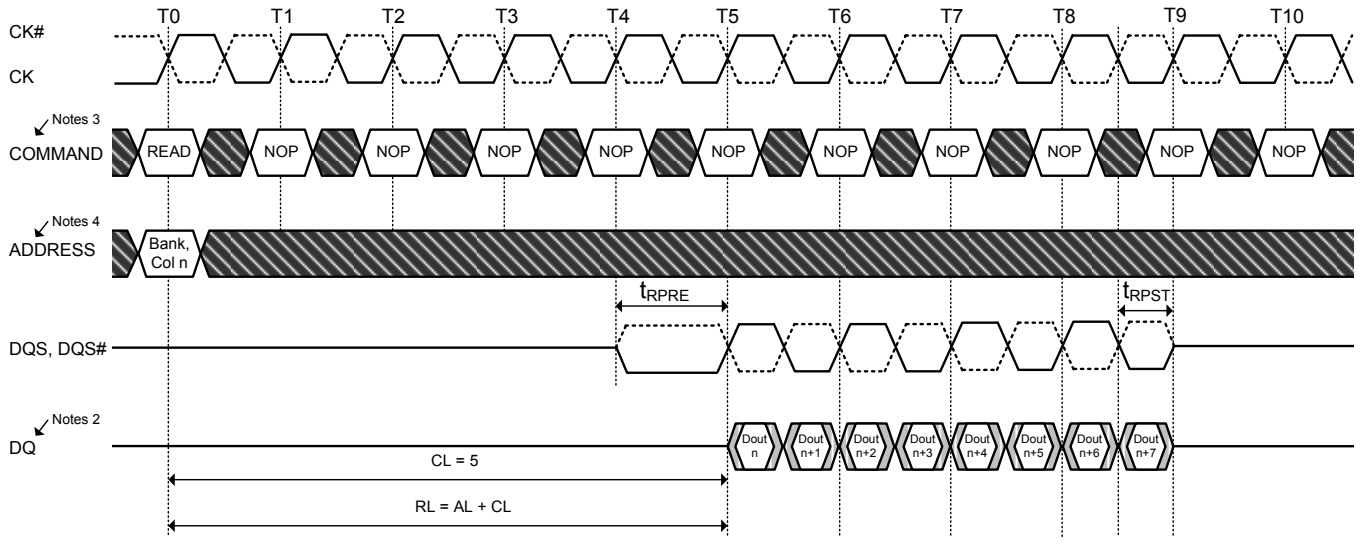 T0 T1 T2 T3 T4 T5 T6 T7 T8 T9 T10
CK#
CK
Notes 3
COMMAND READ NOP NOP NOP NOP NOP NOP NOP NOP NOP NOP
Notes 4
ADDRESS
Bank,
Col n
tRPRE tRPST
DQS, DQS#
Notes 2
DQ
Dout Dout Dout Dout Dout Dout Dout Dout
n n+1 n+2 n+3 n+4 n+5 n+6 n+7
CL = 5
RL = AL + CL